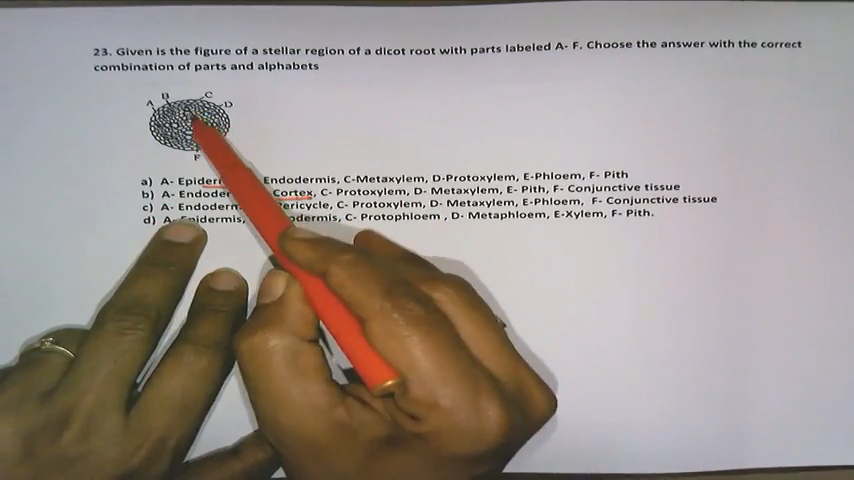 23. Given is the figure of a stellar region of a dicot root with parts labeled A- F. Choose the answer with the correct
combination of parts and alphabets
B C
A D
F
a) A- Epider Endodermis, C-Metaxylem, D-Protoxylem, E-Phloem, F- Pith
b) A- Endoder Cortex, C- Protoxylem, D- Metaxylem, E- Pith, F- Conjunctive tissue
c) A- Endoderm Pericycle, C- Protoxylem, D- Metaxylem, E-Phloem, F- Conjunctive tissue
d) A- Epidermis, odermis, C- Protophloem , D- Metaphloem, E-Xylem, F- Pith.